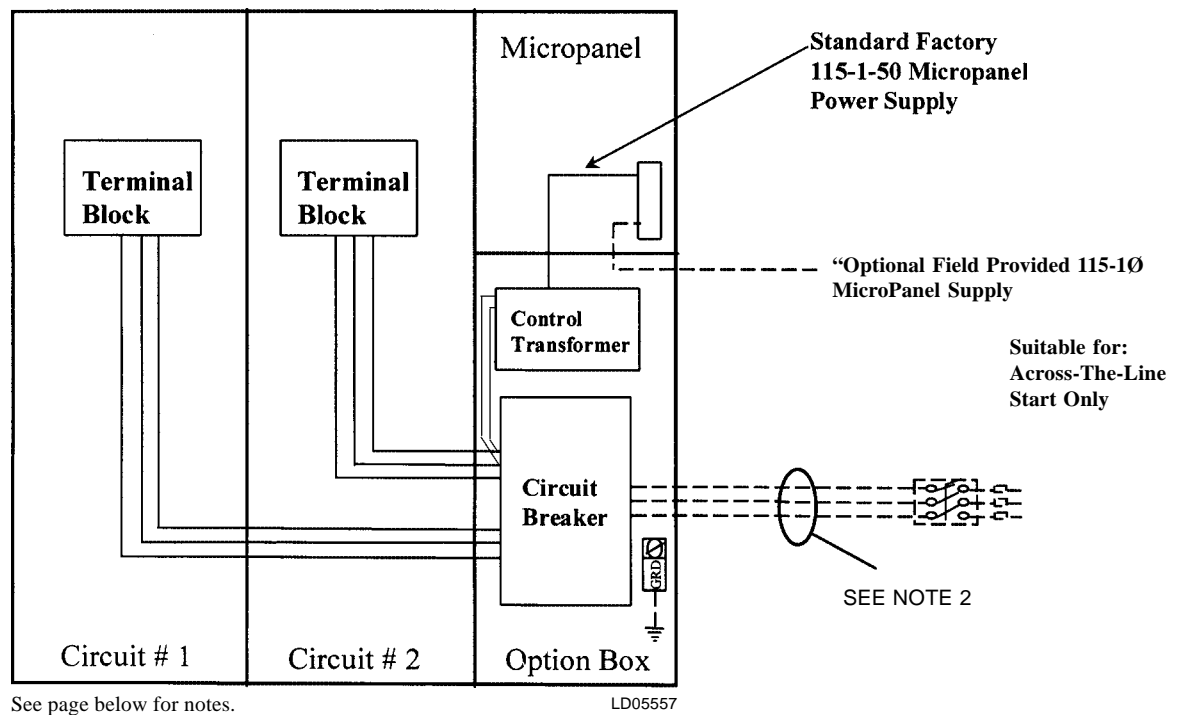 Micropanel
Standard Factory
115-1-50 Micropanel
Power Supply
Terminal
Block
Terminal
Block
“Optional Field Provided 115-1Ø
MicroPanel Supply
Control
Transformer
Suitable for:
Across-The-Line
Start Only
Circuit
Breaker
GRD
SEE NOTE 2
Circuit # 1
Circuit # 2
Option Box
See page below for notes.
LD05557